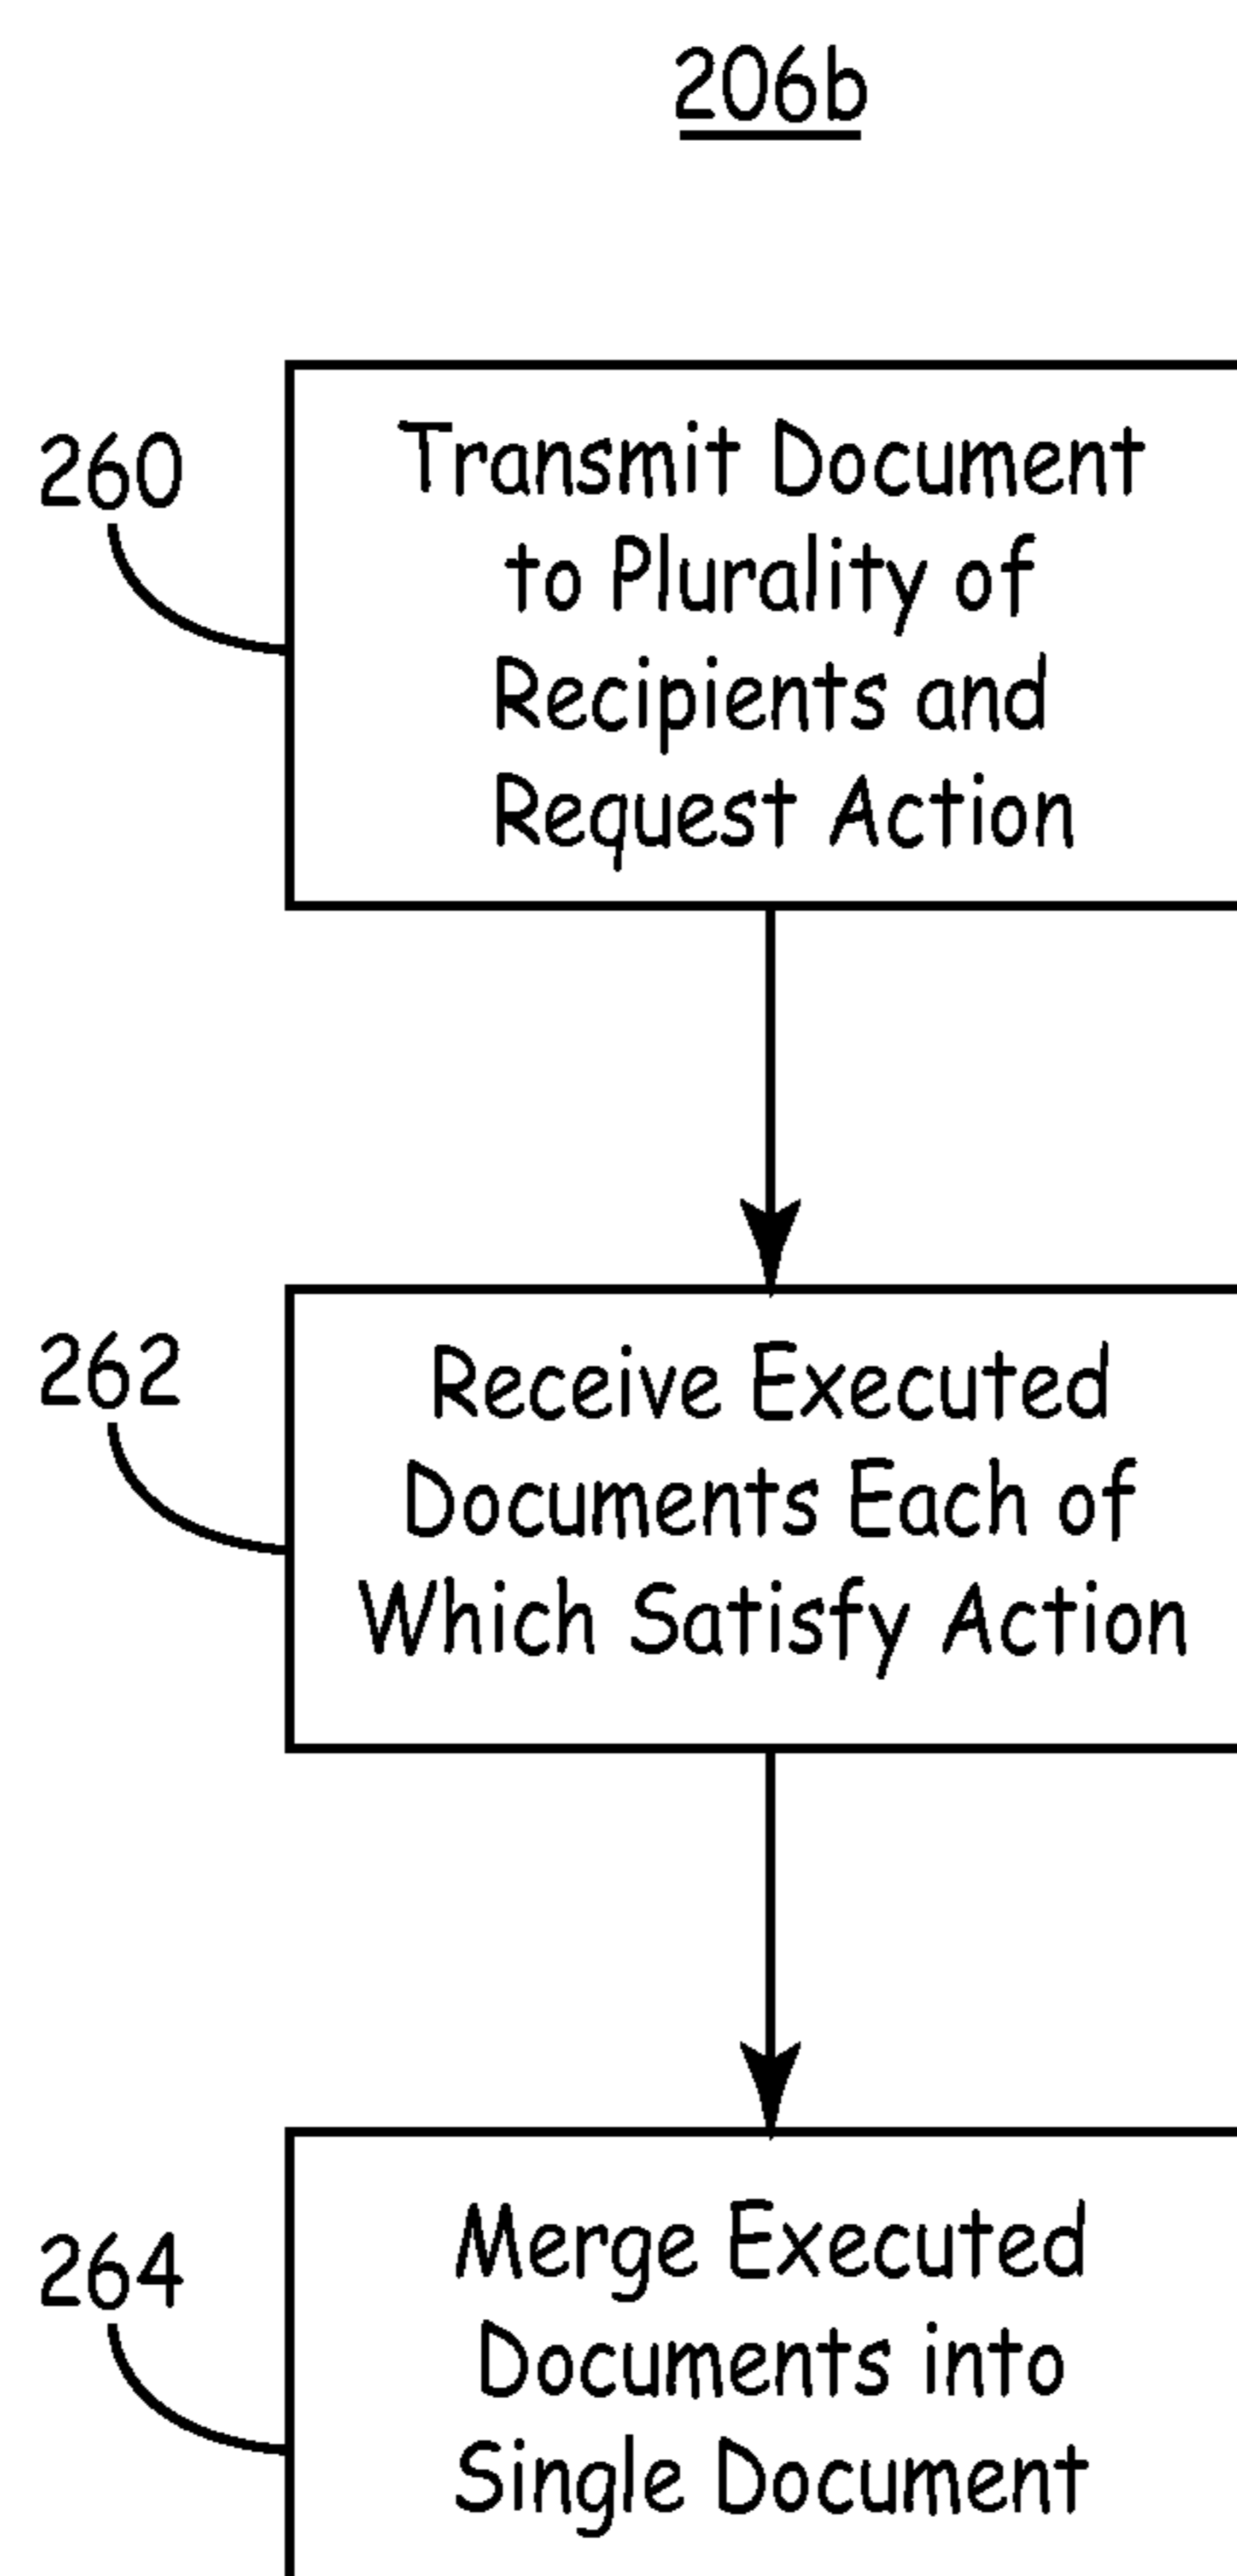 206b
260
Transmit Document
to Plurality of
Recipients and
Request Action
262
Receive Executed
Documents Each of
Which Satisfy Action
264
Merge Executed
Documents into
Single Document